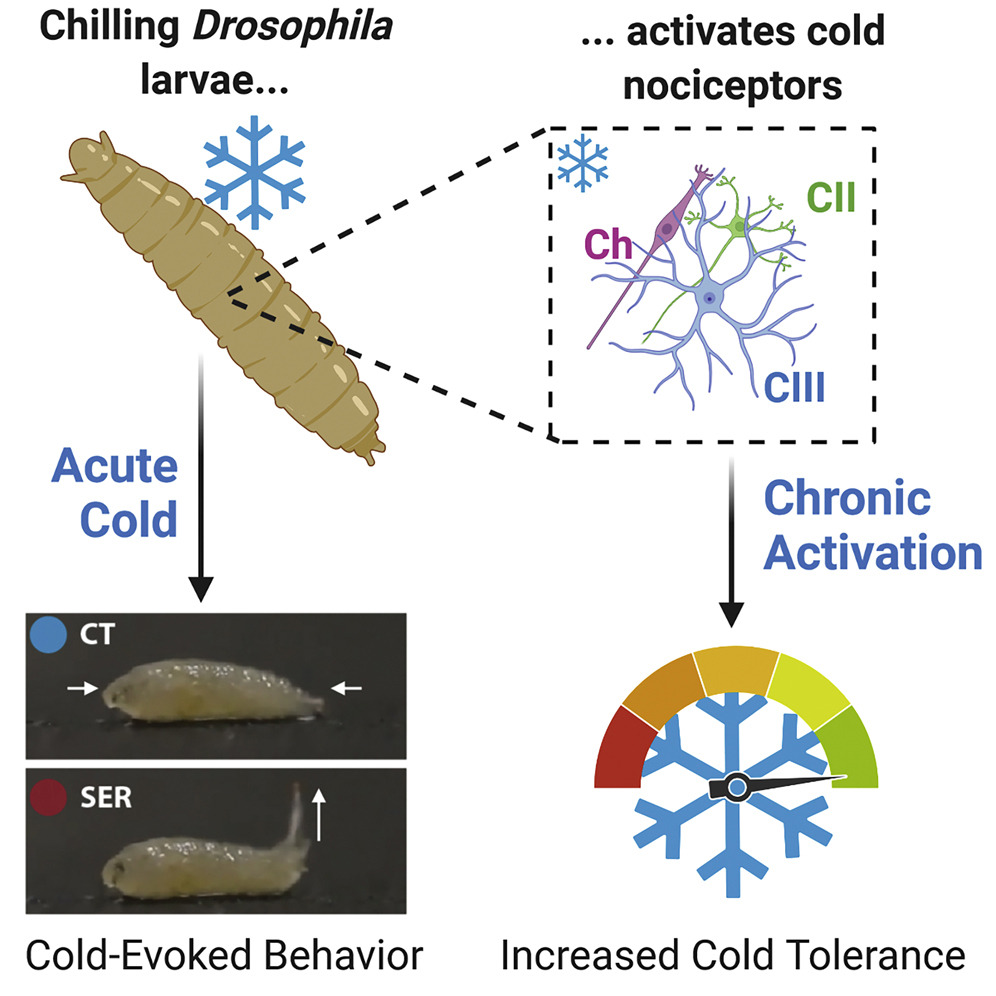 Chilling Drosophila
larvae...
... activates cold
nociceptors
Ch
CII
CIII
Acute
Cold
Chronic
Activation
CT
SER
Cold-Evoked Behavior
Increased Cold Tolerance